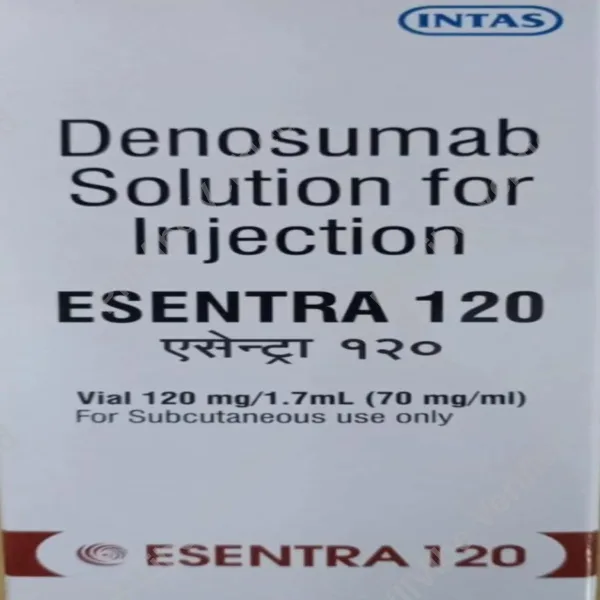 INTAS
Denosumab
Solution for
Injection
ESENTRA 120
एसेन्ट्रा १२०
Vial 120 mg/1.7mL (70 mg/ml)
For Subcutaneous use only
ESENTRA 120